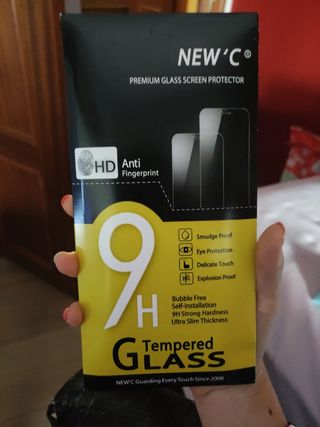 NEW'C®
PREMIUM GLASS SCREEN PROTECTOR
HD Anti
Fingerprint
Smudge Proof
Eye Protection
Delicate Touch
Explosion Proof
9H
Bubble Free
Self-installation
9H Strong Hardness
Ultra Slim Thickness
Tempered
GLASS
NEW'C Guarding Every Touch Since 2008